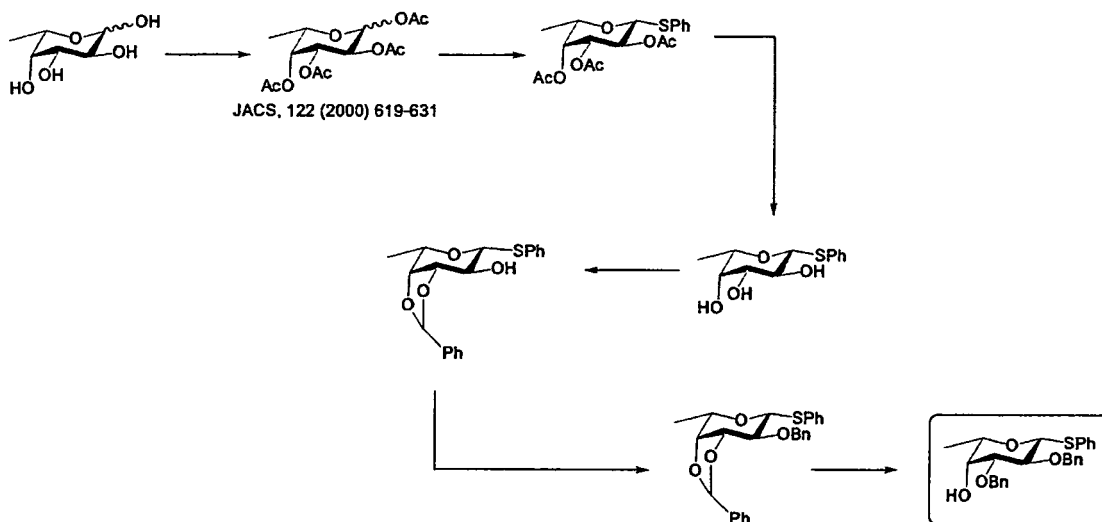 OH
O
OH
OH
HO
OAc
O
OAc
OAc
AcO
SPh
O
OAc
OAc
AcO
JACS, 122 (2000) 619-631
SPh
O
OH
O
O
Ph
SPh
O
OH
OH
HO
SPh
O
OBn
O
O
Ph
SPh
O
OBn
OBn
HO